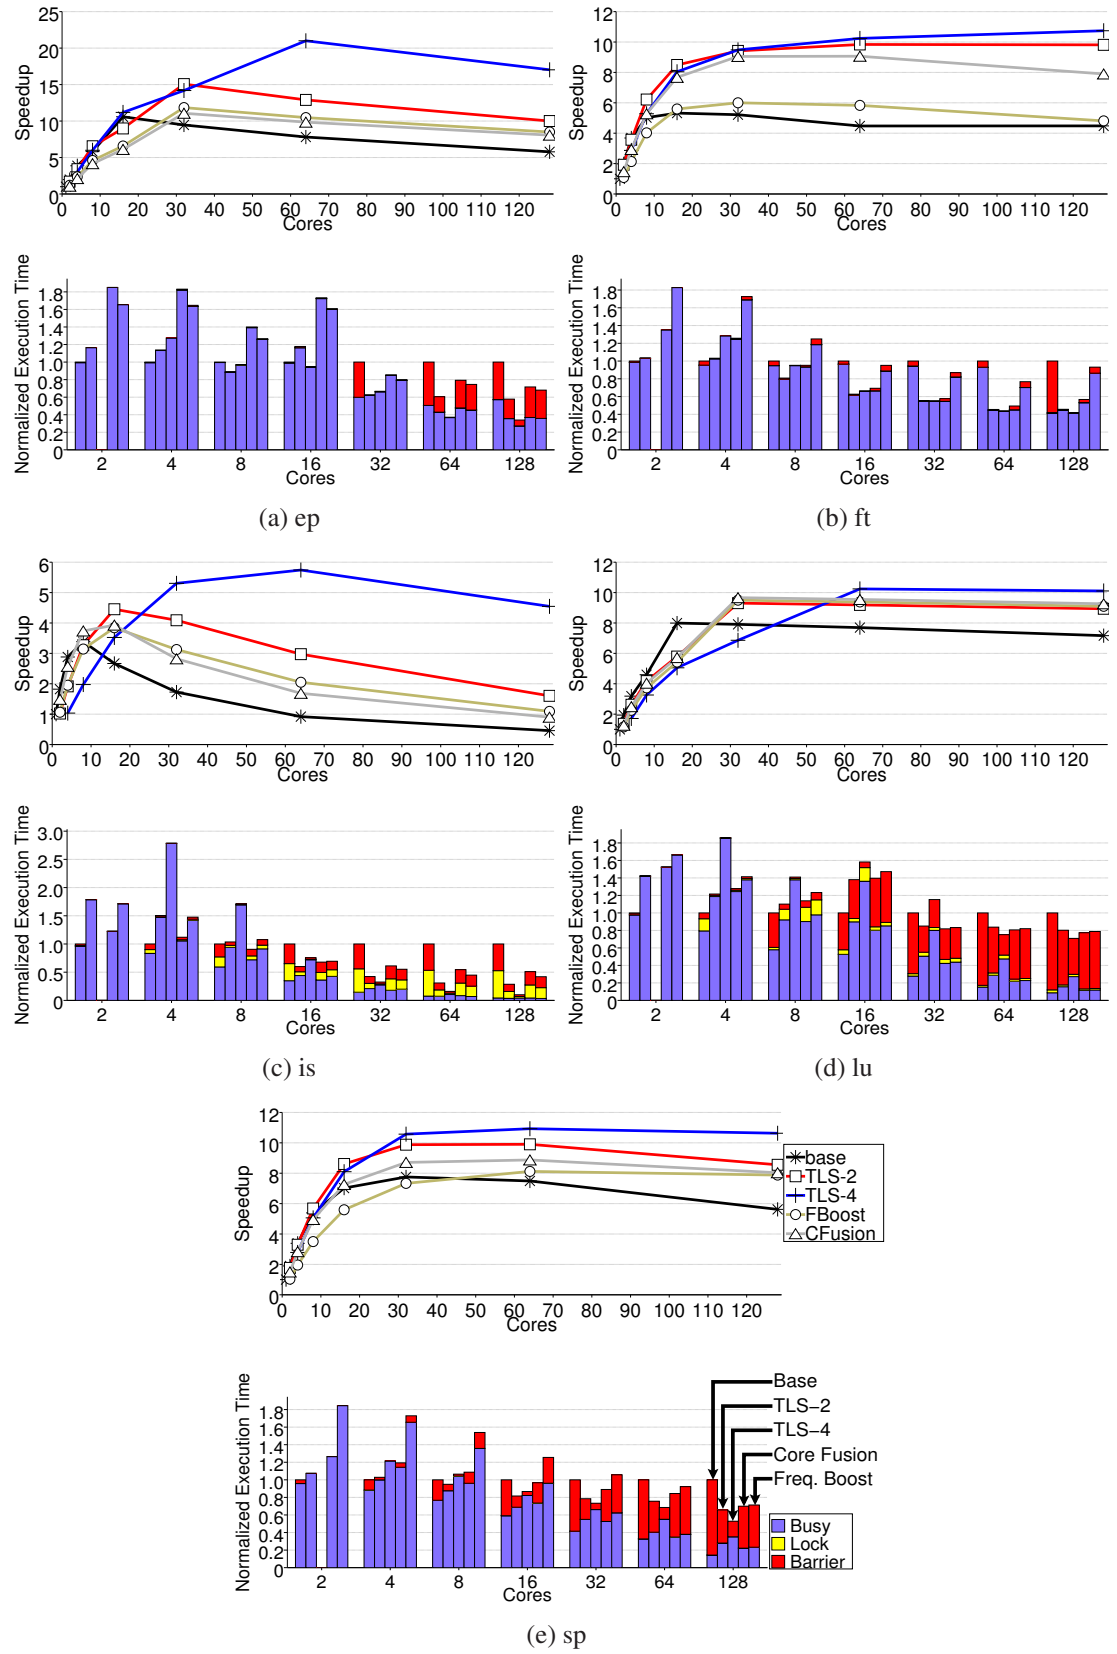 25
20
15
10
5
0
Speedup
0 10 20 30 40 50 60 70 80 90 100 110 120
Cores
12
10
8
6
4
2
0
Speedup
0 10 20 30 40 50 60 70 80 90 100 110 120
Cores
Normalized Execution Time
1.8
1.6
1.4
1.2
1.0
0.8
0.6
0.4
0.2
0
2 4 8 16 32 64 128
Cores
(a) ep
Normalized Execution Time
1.8
1.6
1.4
1.2
1.0
0.8
0.6
0.4
0.2
0
2 4 8 16 32 64 128
Cores
(b) ft
6
5
4
3
2
1
0
Speedup
0 10 20 30 40 50 60 70 80 90 100 110 120
Cores
12
10
8
6
4
2
0
Speedup
0 10 20 30 40 50 60 70 80 90 100 110 120
Cores
Normalized Execution Time
3.0
2.5
2.0
1.5
1.0
0.5
0
2 4 8 16 32 64 128
Cores
(c) is
Normalized Execution Time
1.8
1.6
1.4
1.2
1.0
0.8
0.6
0.4
0.2
0
2 4 8 16 32 64 128
Cores
(d) lu
12
10
8
6
4
2
0
Speedup
0 10 20 30 40 50 60 70 80 90 100 110 120
Cores
base
TLS-2
TLS-4
FBoost
CFusion
Normalized Execution Time
1.8
1.6
1.4
1.2
1.0
0.8
0.6
0.4
0.2
0
2 4 8 16 32 64 128
Cores
Base
TLS−2
TLS−4
Core Fusion
Freq. Boost
Busy
Lock
Barrier
(e) sp